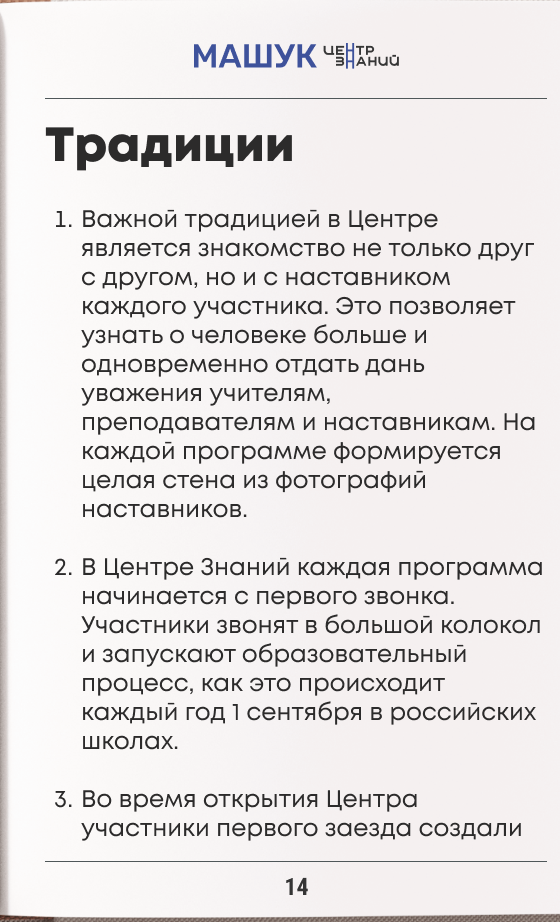 МАШУК ЦЕНТР
ЗНАНИЙ
Традиции
1. Важной традицией в Центре
является знакомство не только друг
с другом, но и с наставником
каждого участника. Это позволяет
узнать о человеке больше и
одновременно отдать дань
уважения учителям,
преподавателям и наставникам. На
каждой программе формируется
целая стена из фотографий
наставников.
2. В Центре Знаний каждая программа
начинается с первого звонка.
Участники звонят в большой колокол
и запускают образовательный
процесс, как это происходит
каждый год 1 сентября в российских
школах.
3. Во время открытия Центра
участники первого заезда создали
14